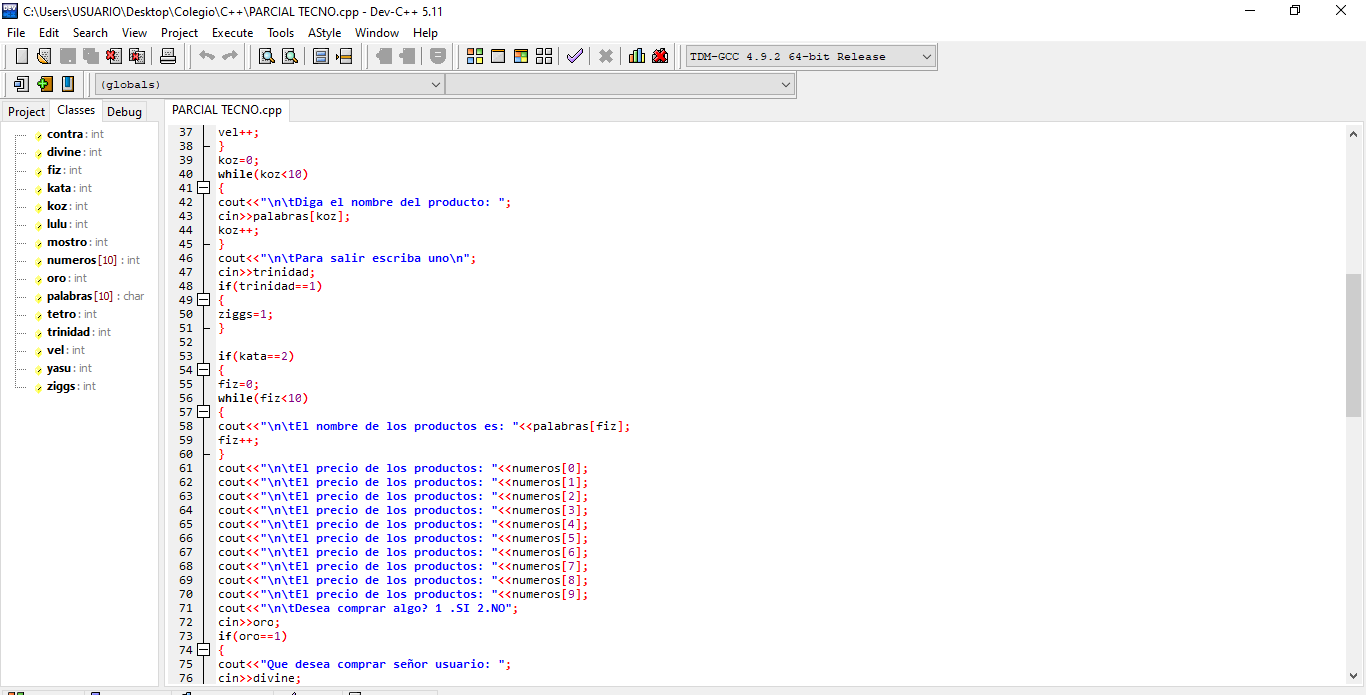 C:\Users\USUARIO\Desktop\Colegio\C++\PARCIAL TECNO.cpp - Dev-C++ 5.11
File Edit Search View Project Execute Tools AStyle Window Help
TDM-GCC 4.9.2 64-bit Release
(globals)
Project Classes Debug
PARCIAL TECNO.cpp
contra : int
divine : int
fiz : int
kata : int
koz : int
lulu : int
mostro : int
numeros [10] : int
oro : int
palabras [10] : char
tetro : int
trinidad : int
vel : int
yasu : int
ziggs : int
37 vel++;
38 }
39 koz=0;
40 while(koz<10)
41 {
42 cout<<"\n\tDiga el nombre del producto: ";
43 cin>>palabras[koz];
44 koz++;
45 }
46 cout<<"\n\tPara salir escriba uno\n";
47 cin>>trinidad;
48 if(trinidad==1)
49 {
50 ziggs=1;
51 }
52
53 if(kata==2)
54 {
55 fiz=0;
56 while(fiz<10)
57 {
58 cout<<"\n\tEl nombre de los productos es: "<<palabras[fiz];
59 fiz++;
60 }
61 cout<<"\n\tEl precio de los productos: "<<numeros[0];
62 cout<<"\n\tEl precio de los productos: "<<numeros[1];
63 cout<<"\n\tEl precio de los productos: "<<numeros[2];
64 cout<<"\n\tEl precio de los productos: "<<numeros[3];
65 cout<<"\n\tEl precio de los productos: "<<numeros[4];
66 cout<<"\n\tEl precio de los productos: "<<numeros[5];
67 cout<<"\n\tEl precio de los productos: "<<numeros[6];
68 cout<<"\n\tEl precio de los productos: "<<numeros[7];
69 cout<<"\n\tEl precio de los productos: "<<numeros[8];
70 cout<<"\n\tEl precio de los productos: "<<numeros[9];
71 cout<<"\n\tDesea comprar algo? 1 .SI 2.NO";
72 cin>>oro;
73 if(oro==1)
74 {
75 cout<<"Que desea comprar señor usuario: ";
76 cin>>divine;